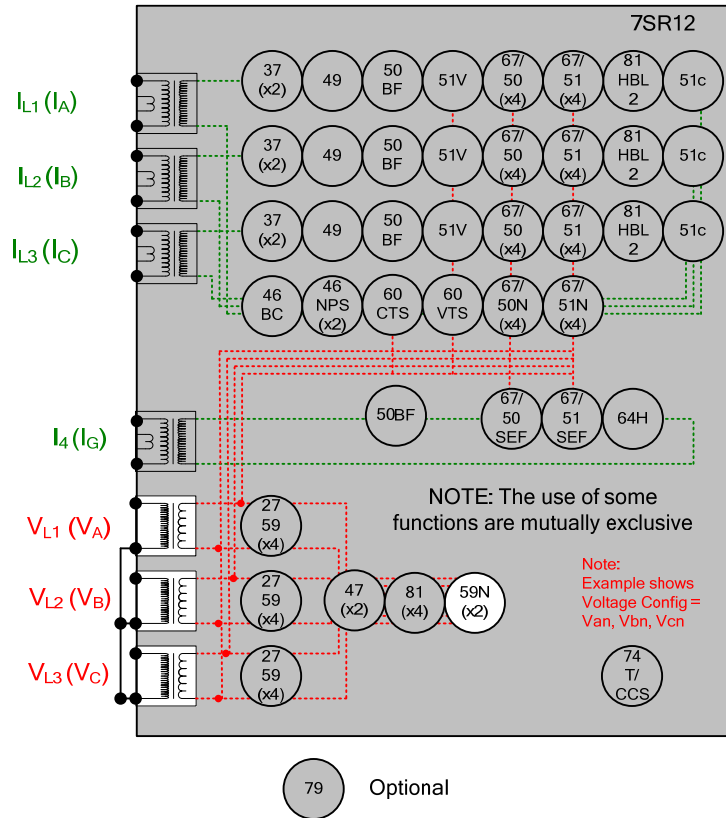 7SR12
IL1 (IA)
37
(x2)
49
50
BF
51V
67/
50
(x4)
67/
51
(x4)
81
HBL
2
51c
IL2 (IB)
37
(x2)
49
50
BF
51V
67/
50
(x4)
67/
51
(x4)
81
HBL
2
51c
IL3 (IC)
37
(x2)
49
50
BF
51V
67/
50
(x4)
67/
51
(x4)
81
HBL
2
51c
46
BC
46
NPS
(x2)
60
CTS
60
VTS
67/
50N
(x4)
67/
51N
(x4)
I4 (IG)
50BF
67/
50
SEF
67/
51
SEF
64H
NOTE: The use of some
functions are mutually exclusive
VL1 (VA)
27
59
(x4)
VL2 (VB)
27
59
(x4)
47
(x2)
81
(x4)
59N
(x2)
Note:
Example shows
Voltage Config =
Van, Vbn, Vcn
VL3 (VC)
27
59
(x4)
74
T/
CCS
79
Optional